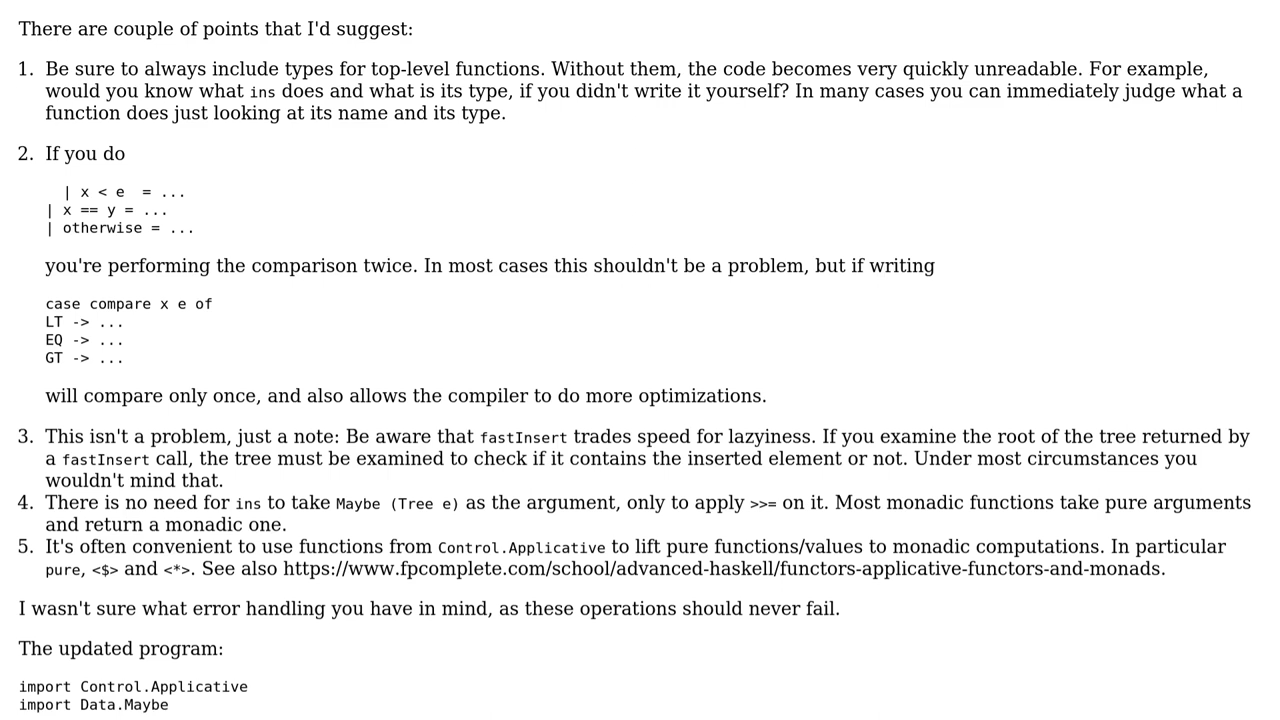 There are couple of points that I'd suggest:
1. Be sure to always include types for top-level functions. Without them, the code becomes very quickly unreadable. For example,
would you know what ins does and what is its type, if you didn't write it yourself? In many cases you can immediately judge what a
function does just looking at its name and its type.
2. If you do
  | x < e  = ...
| x == y = ...
| otherwise = ...
you're performing the comparison twice. In most cases this shouldn't be a problem, but if writing
case compare x e of
LT -> ...
EQ -> ...
GT -> ...
will compare only once, and also allows the compiler to do more optimizations.
3. This isn't a problem, just a note: Be aware that fastInsert trades speed for lazyiness. If you examine the root of the tree returned by
a fastInsert call, the tree must be examined to check if it contains the inserted element or not. Under most circumstances you
wouldn't mind that.
4. There is no need for ins to take Maybe (Tree e) as the argument, only to apply >>= on it. Most monadic functions take pure arguments
and return a monadic one.
5. It's often convenient to use functions from Control.Applicative to lift pure functions/values to monadic computations. In particular
pure, <$> and <*>. See also https://www.fpcomplete.com/school/advanced-haskell/functors-applicative-functors-and-monads.
I wasn't sure what error handling you have in mind, as these operations should never fail.
The updated program:
import Control.Applicative
import Data.Maybe